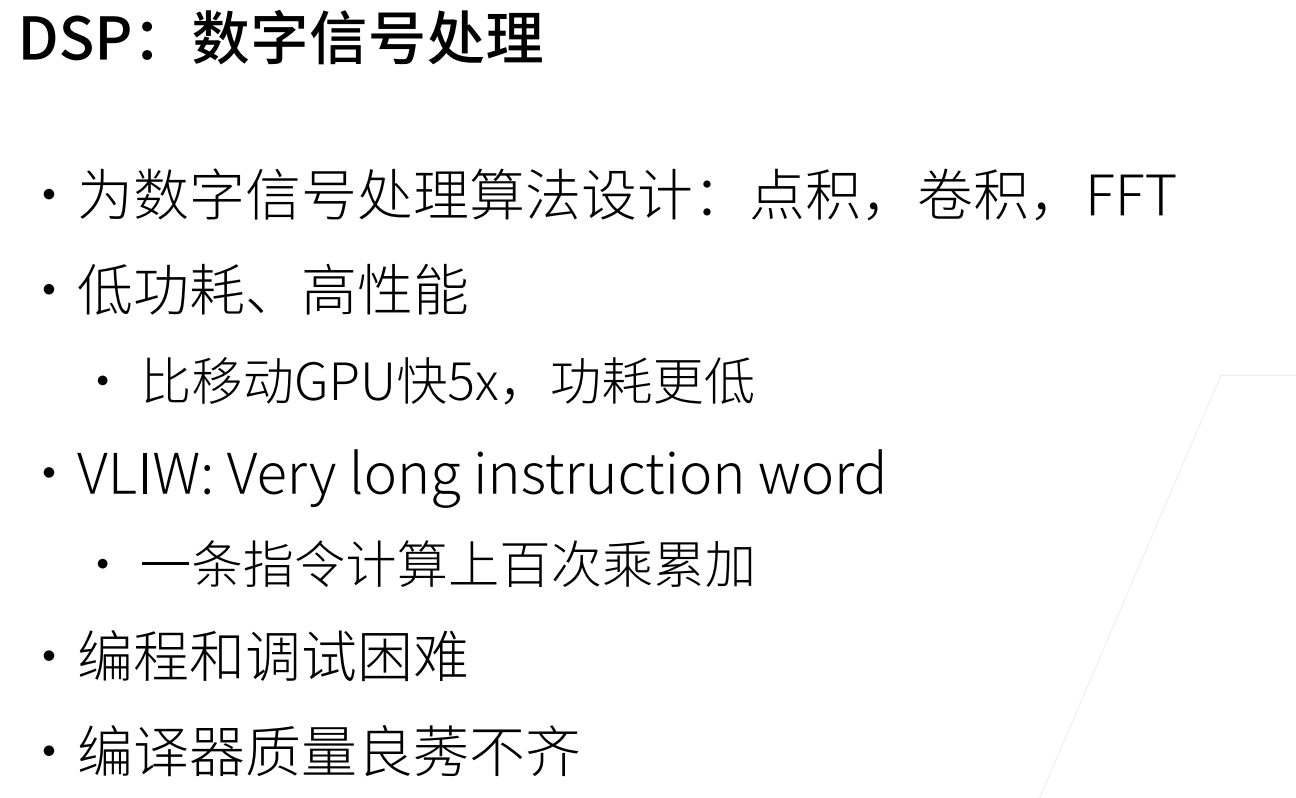 DSP：数字信号处理
• 为数字信号处理算法设计：点积，卷积，FFT
• 低功耗、高性能
• 比移动GPU快5x，功耗更低
• VLIW: Very long instruction word
• 一条指令计算上百次乘累加
• 编程和调试困难
• 编译器质量良莠不齐